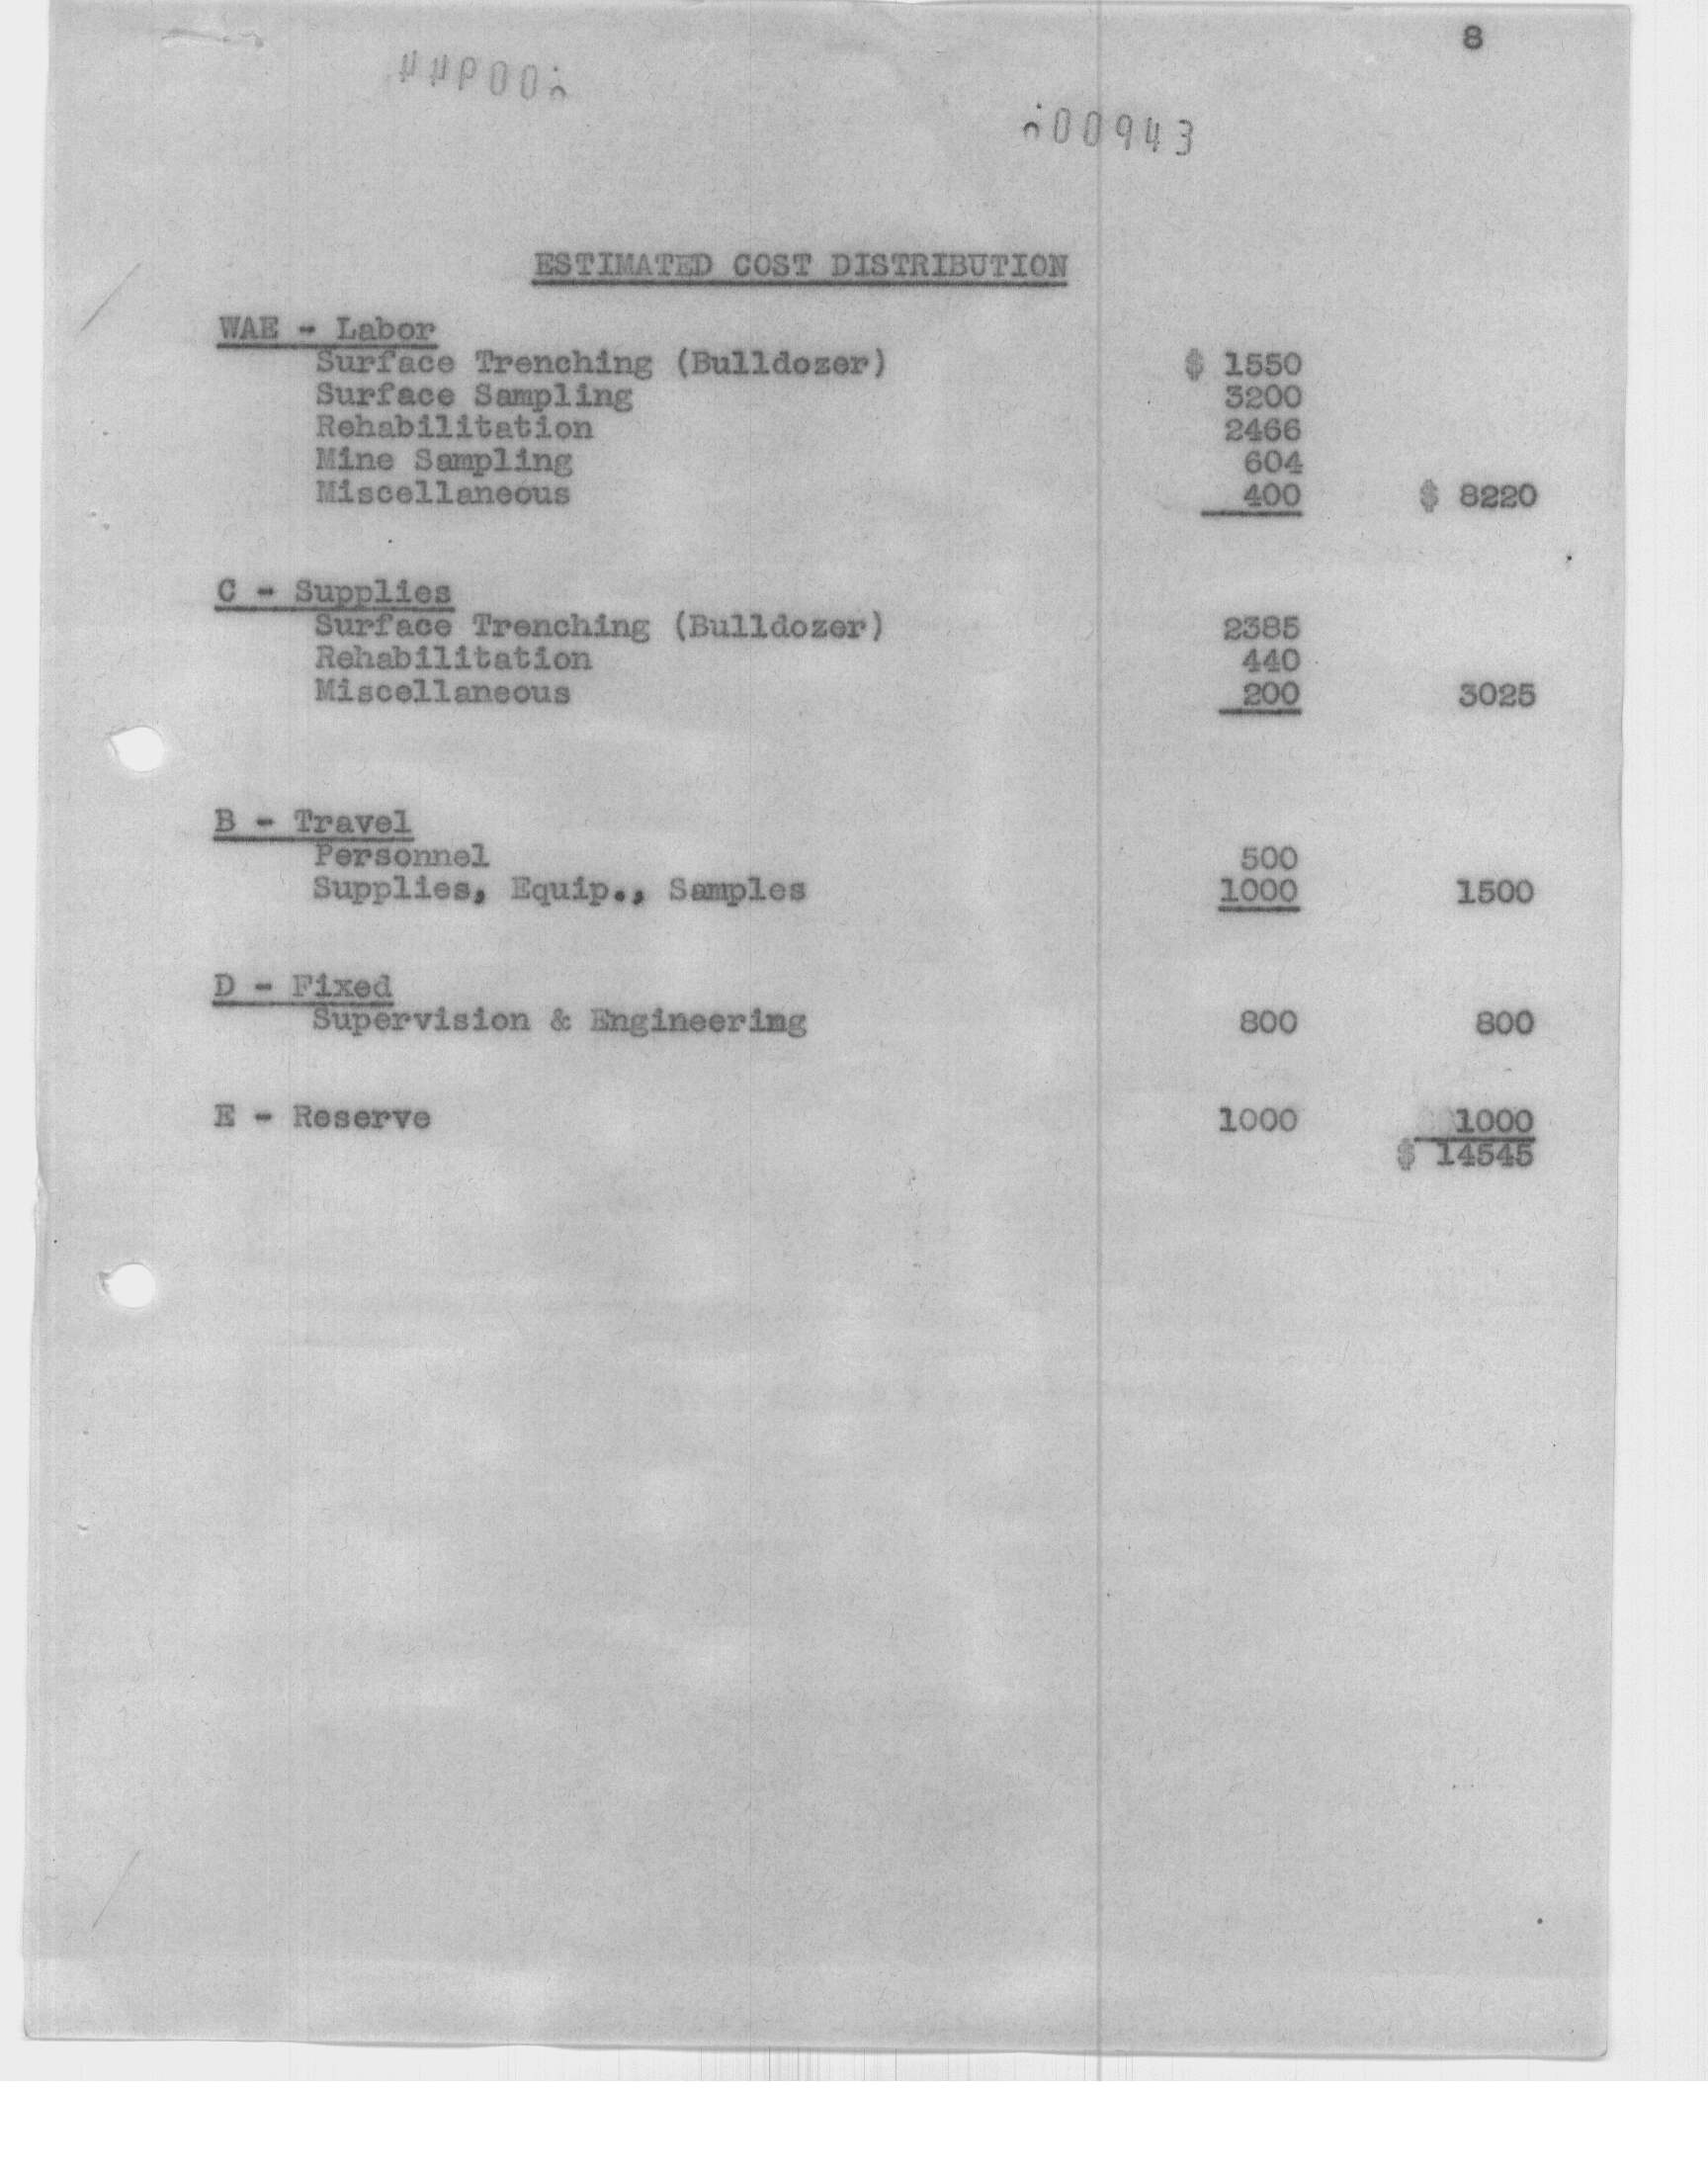 8
00943
ESTIMATED COST DISTRIBUTION
WAE - Labor
Surface Trenching (Bulldozer) $ 1550
Surface Sampling 3200
Rehabilitation 2466
Mine Sampling 604
Miscellaneous 400 $ 8220
C - Supplies
Surface Trenching (Bulldozer) 2385
Rehabilitation 440
Miscellaneous 200 3025
B - Travel
Personnel 500
Supplies, Equip., Samples 1000 1500
D - Fixed
Supervision & Engineering 800 800
E - Reserve 1000 1000
$ 14545